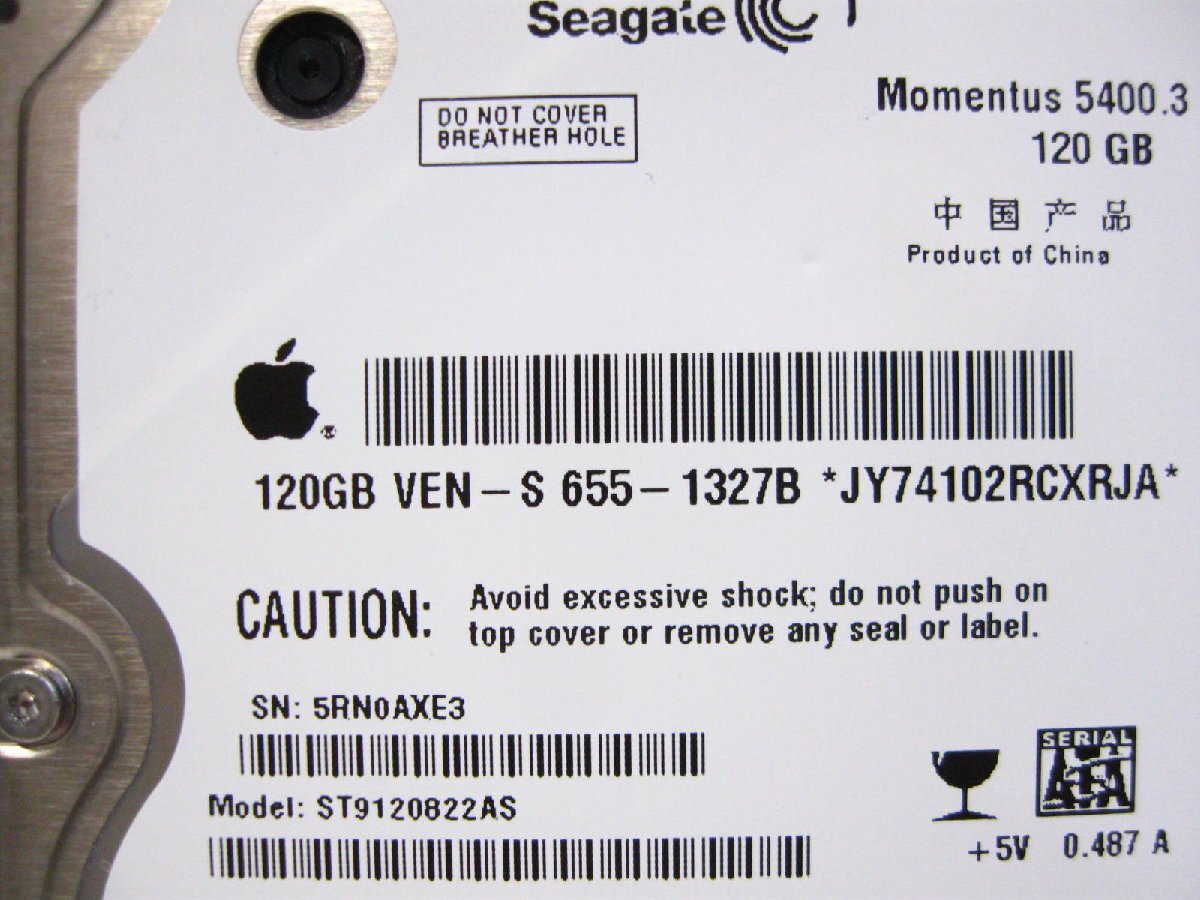 Seagate
DO NOT COVER
BREATHER HOLE
Momentus 5400.3
120 GB
中国产品
Product of China
120GB VEN-S 655-1327B *JY74102RCXRJA*
CAUTION: Avoid excessive shock; do not push on
top cover or remove any seal or label.
SN: 5RN0AXE3
Model: ST9120822AS
SERIAL
ATA
+5V 0.487 A